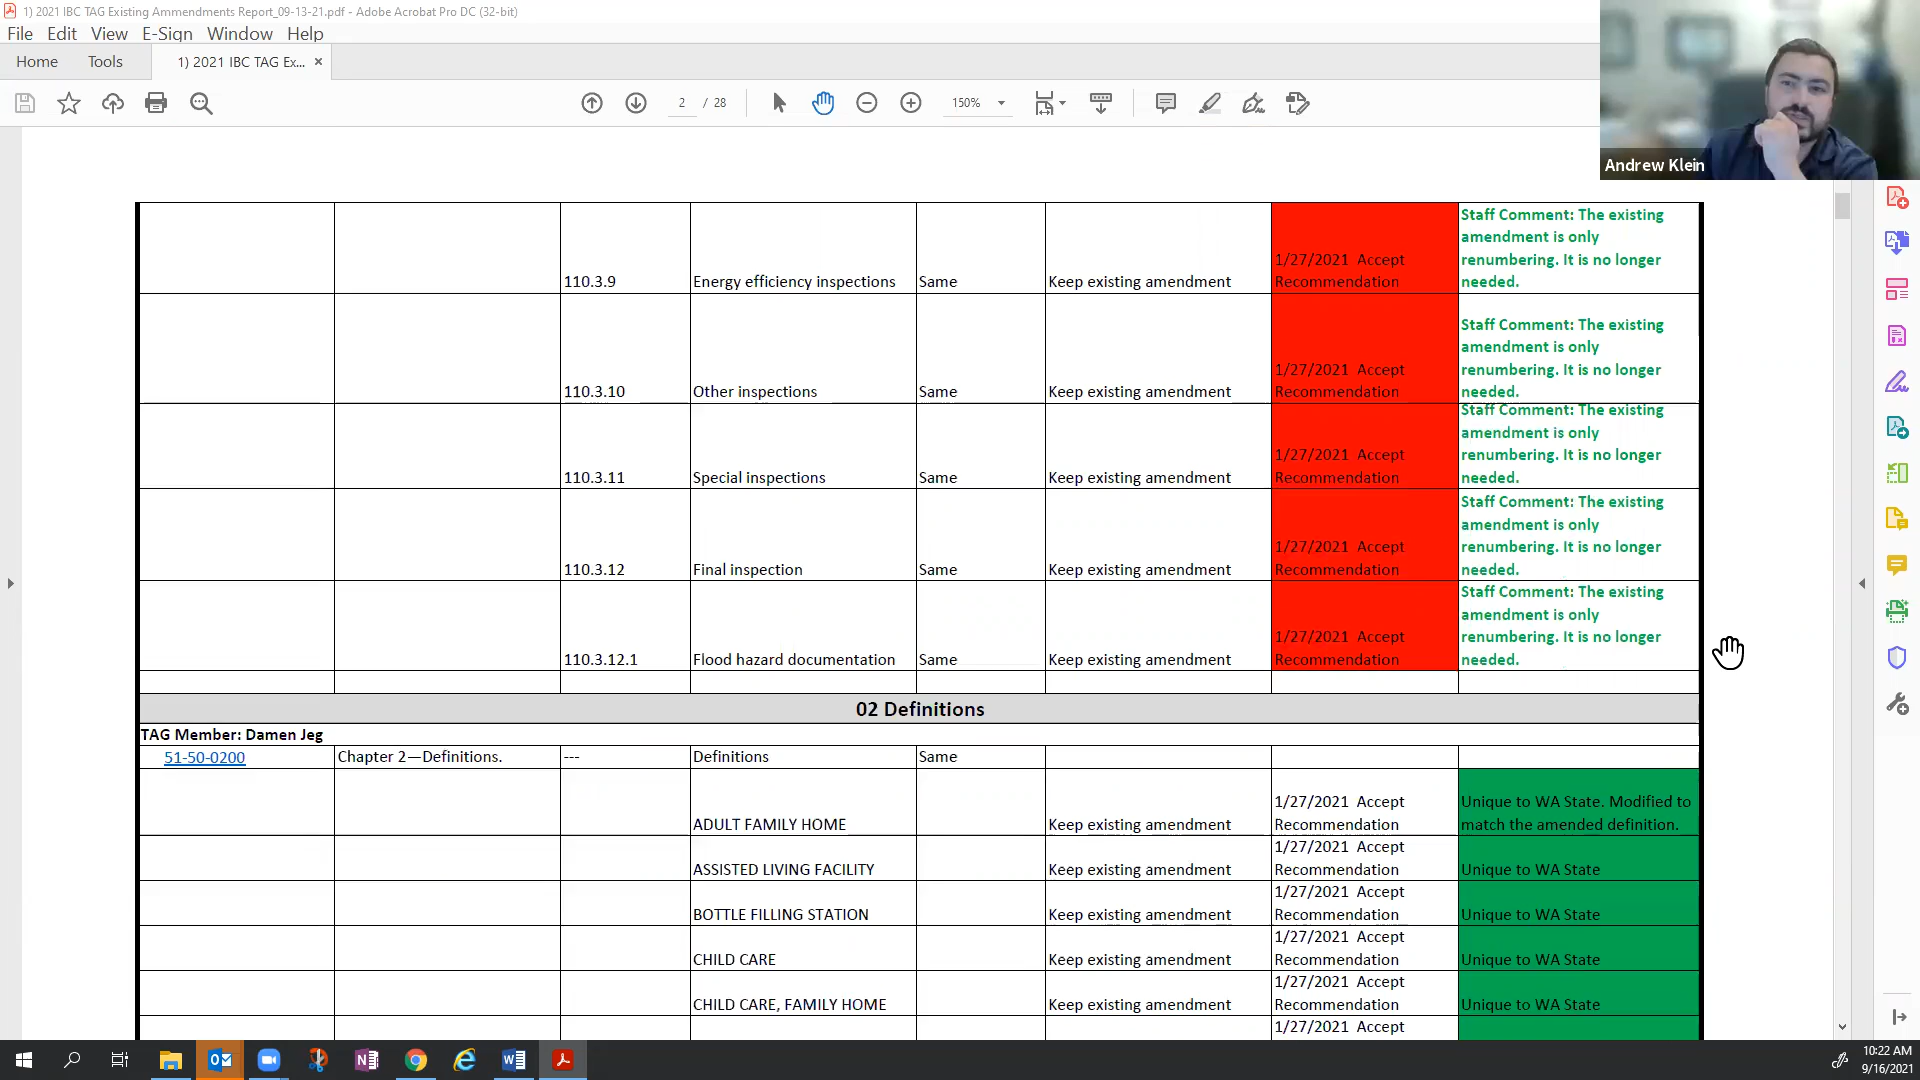 1) 2021 IBC TAG Existing Ammendments Report_09-13-21.pdf - Adobe Acrobat Pro DC (32-bit)
File Edit View E-Sign Window Help
Home Tools 1) 2021 IBC TAG Ex... ×
2 / 28 150%
Andrew Klein
110.3.9 Energy efficiency inspections Same Keep existing amendment
1/27/2021 Accept
Recommendation
Staff Comment: The existing
amendment is only
renumbering. It is no longer
needed.
110.3.10 Other inspections Same Keep existing amendment
1/27/2021 Accept
Recommendation
Staff Comment: The existing
amendment is only
renumbering. It is no longer
needed.
110.3.11 Special inspections Same Keep existing amendment
1/27/2021 Accept
Recommendation
Staff Comment: The existing
amendment is only
renumbering. It is no longer
needed.
110.3.12 Final inspection Same Keep existing amendment
1/27/2021 Accept
Recommendation
Staff Comment: The existing
amendment is only
renumbering. It is no longer
needed.
110.3.12.1 Flood hazard documentation Same Keep existing amendment
1/27/2021 Accept
Recommendation
Staff Comment: The existing
amendment is only
renumbering. It is no longer
needed.
02 Definitions
TAG Member: Damen Jeg
51-50-0200 Chapter 2—Definitions. --- Definitions Same
ADULT FAMILY HOME Keep existing amendment
1/27/2021 Accept
Recommendation
Unique to WA State. Modified to
match the amended definition.
ASSISTED LIVING FACILITY Keep existing amendment
1/27/2021 Accept
Recommendation
Unique to WA State
BOTTLE FILLING STATION Keep existing amendment
1/27/2021 Accept
Recommendation
Unique to WA State
CHILD CARE Keep existing amendment
1/27/2021 Accept
Recommendation
Unique to WA State
CHILD CARE, FAMILY HOME Keep existing amendment
1/27/2021 Accept
Recommendation
Unique to WA State
1/27/2021 Accept
10:22 AM
9/16/2021